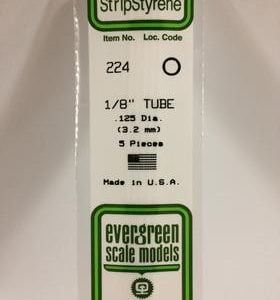 StripStyrene
Item No. Loc. Code
224
1/8" TUBE
.125 Dia.
(3.2 mm)
5 Pieces
Made in U.S.A.
evergreen
scale models